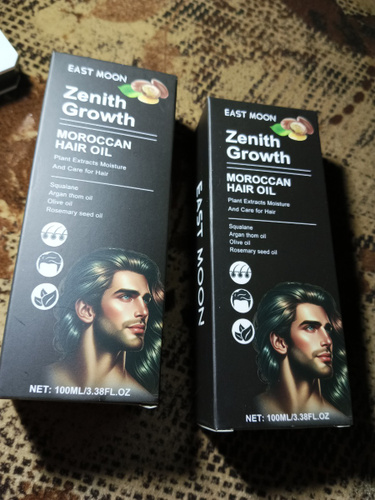 EAST MOON
Zenith
Growth
MOROCCAN
HAIR OIL
Plant Extracts Moisture
And Care for Hair
Squalane
Argan thorn oil
Olive oil
Rosemary seed oil
NET: 100ML/3.38FL.OZ
EAST MOON
EAST MOON
Zenith
Growth
MOROCCAN
HAIR OIL
Plant Extracts Moisture
And Care for Hair
Squalane
Argan thom oil
Olive oil
Rosemary seed oil
NET: 100ML/3.38FL.OZ